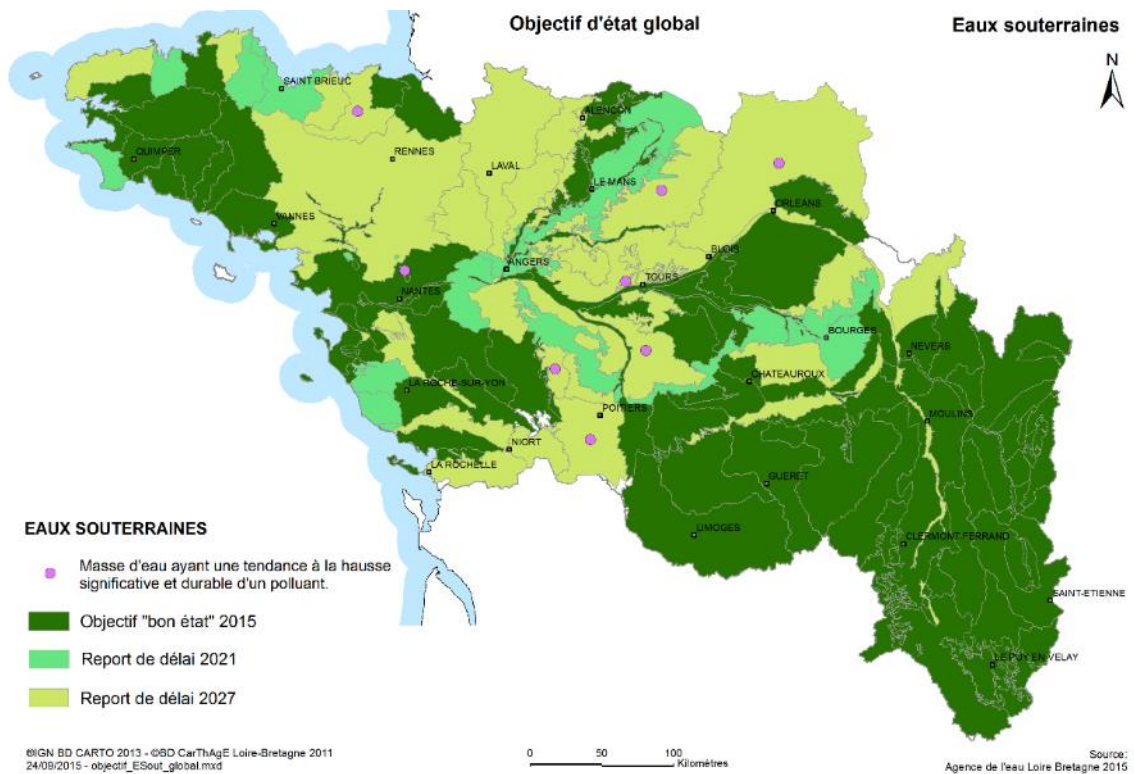 Objectif d'état global
Eaux souterraines
N
SAINT BRIEUC
ALENÇON
QUIMPER
RENNES
LAVAL
LE MANS
ORLEANS
VANNES
BLOIS
ANGERS
TOURS
NANTES
BOURGES
NEVERS
LA ROCHE-SUR-YON
CHATEAUROUX
POITIERS
MOULINS
NIORT
LA ROCHELLE
GUERET
LIMOGES
CLERMONT-FERRAND
SAINT-ETIENNE
LE PUY EN VELAY
EAUX SOUTERRAINES
Masse d'eau ayant une tendance à la hausse
significative et durable d'un polluant.
Objectif "bon état" 2015
Report de délai 2021
Report de délai 2027
©IGN BD CARTO 2013 - ©BD CarThAgE Loire-Bretagne 2011
24/09/2015 - objectif_ESout_global.mxd
0 50 100
Kilomètres
Source:
Agence de l'eau Loire Bretagne 2015